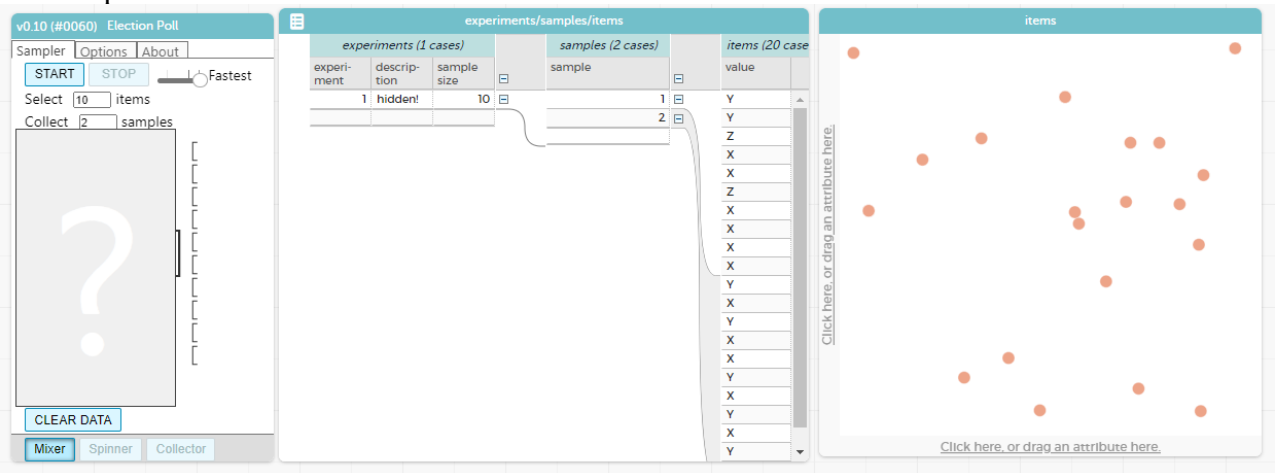 v0.10 (#0060) Election Poll
Sampler Options About
START STOP Fastest
Select 10 items
Collect 2 samples
?
CLEAR DATA
Mixer Spinner Collector
experiments/samples/items
experiments (1 cases) samples (2 cases) items (20 case
experi-
ment
descrip-
tion
sample
size
sample
value
1 hidden! 10 1 Y
2 Y
Z
X
X
Z
X
X
X
X
Y
X
Y
X
X
Y
X
Y
X
Y
items
Click here, or drag an attribute here.
Click here, or drag an attribute here.